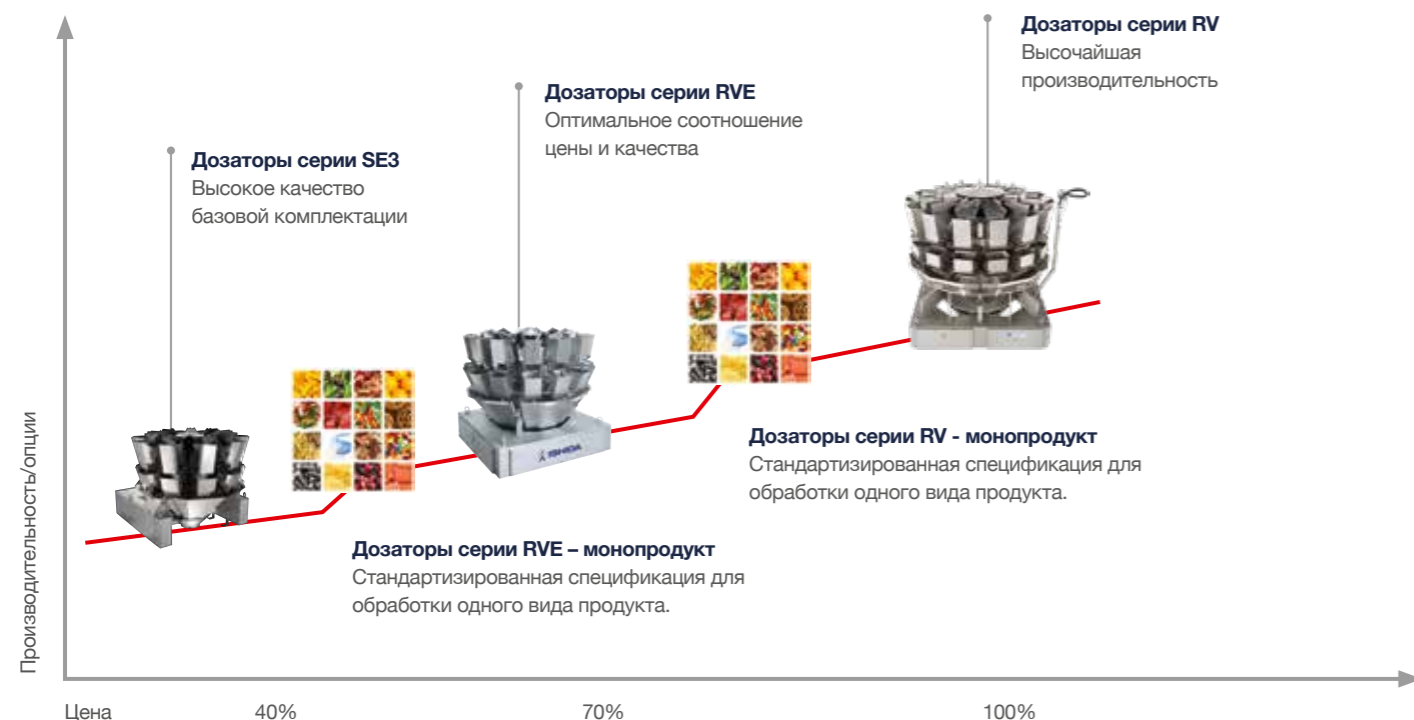 Дозаторы серии RV
Высочайшая
производительность
Дозаторы серии RVE
Оптимальное соотношение
цены и качества
Дозаторы серии SE3
Высокое качество
базовой комплектации
ISHIDA
Дозаторы серии RV - монопродукт
Стандартизированная спецификация для
обработки одного вида продукта.
Дозаторы серии RVE – монопродукт
Стандартизированная спецификация для
обработки одного вида продукта.
Производительность/опции
Цена 40% 70% 100%